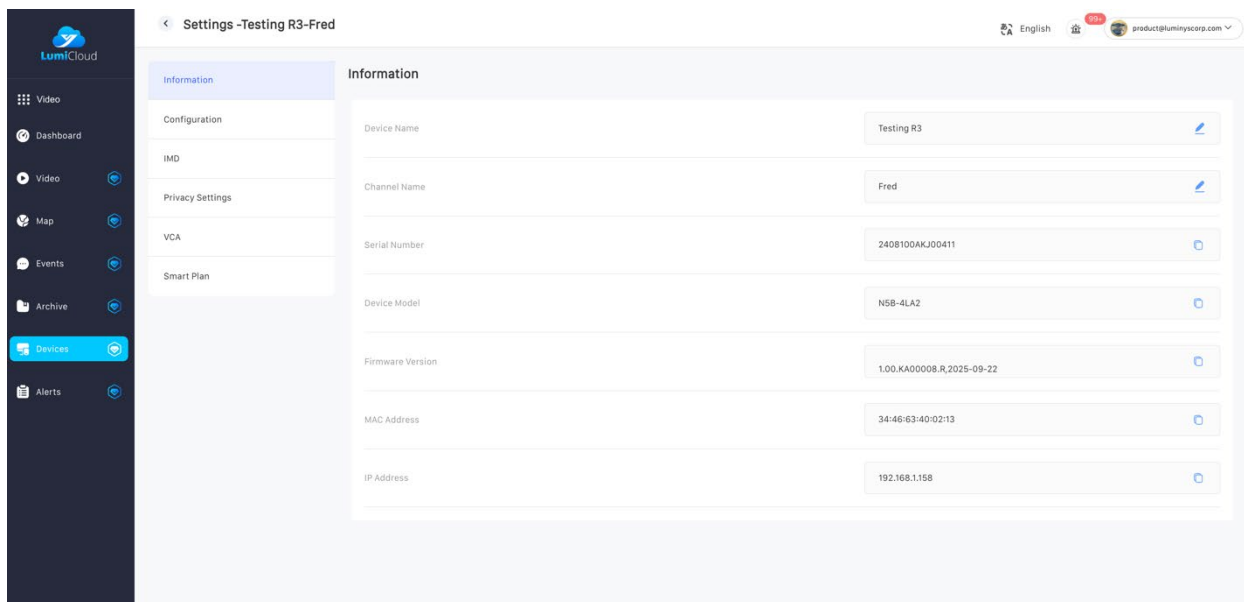 Settings -Testing R3-Fred
English
99+
product@luminyscorp.com
LumiCloud
Video
Dashboard
Video
Map
Events
Archive
Devices
Alerts
Information
Configuration
IMD
Privacy Settings
VCA
Smart Plan
Information
Device Name
Testing R3
Channel Name
Fred
Serial Number
2408100AKJ00411
Device Model
N5B-4LA2
Firmware Version
1.00.KA00008.R,2025-09-22
MAC Address
34:46:63:40:02:13
IP Address
192.168.1.158